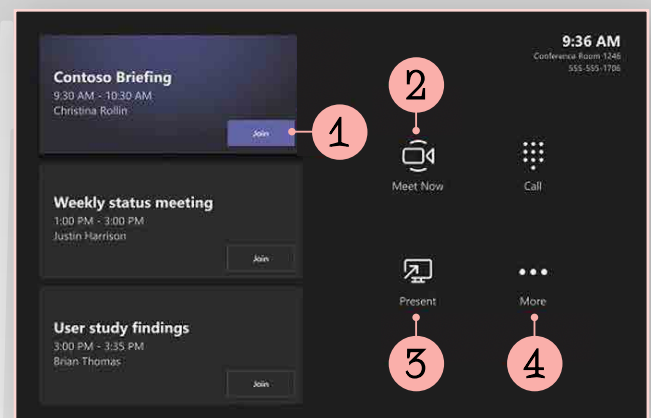 9:36 AM
Conference Room 1246
555-555-1706
Contoso Briefing
9:30 AM - 10:30 AM
Christina Rollin
Join
1
Weekly status meeting
1:00 PM - 3:00 PM
Justin Harrison
Join
User study findings
3:00 PM - 3:35 PM
Brian Thomas
Join
2
Meet Now
Call
Present
More
3
4